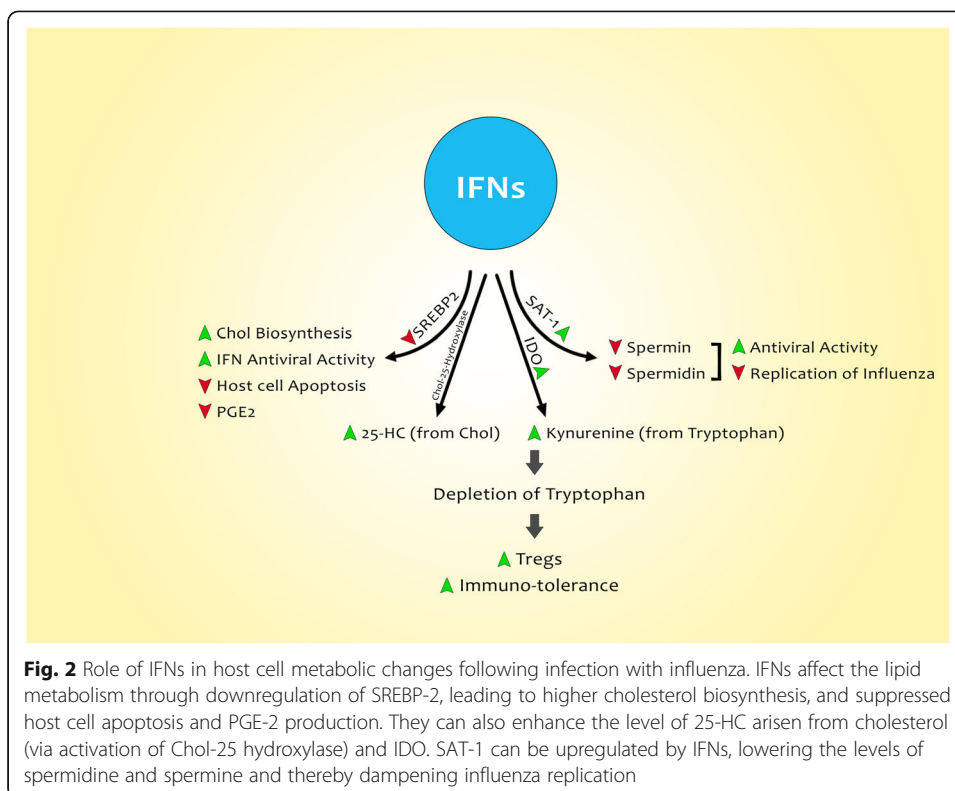 IFNs
SREBP2
Chol-25-Hydroxylase
IDO
SAT-1
Chol Biosynthesis
IFN Antiviral Activity
Host cell Apoptosis
PGE2
Spermin
Spermidin
Antiviral Activity
Replication of Influenza
25-HC (from Chol)
Kynurenine (from Tryptophan)
Depletion of Tryptophan
Tregs
Immuno-tolerance
Fig. 2 Role of IFNs in host cell metabolic changes following infection with influenza. IFNs affect the lipid
metabolism through downregulation of SREBP-2, leading to higher cholesterol biosynthesis, and suppressed
host cell apoptosis and PGE-2 production. They can also enhance the level of 25-HC arisen from cholesterol
(via activation of Chol-25 hydroxylase) and IDO. SAT-1 can be upregulated by IFNs, lowering the levels of
spermidine and spermine and thereby dampening influenza replication